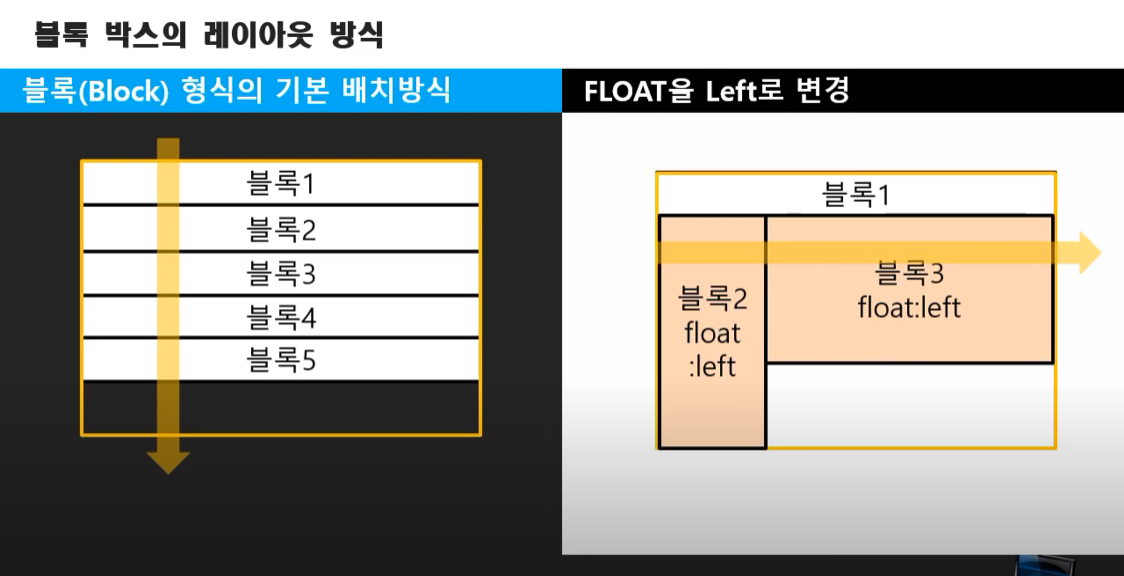 블록 박스의 레이아웃 방식
블록(Block) 형식의 기본 배치방식
블록1
블록2
블록3
블록4
블록5
FLOAT을 Left로 변경
블록1
블록2
float
:left
블록3
float:left